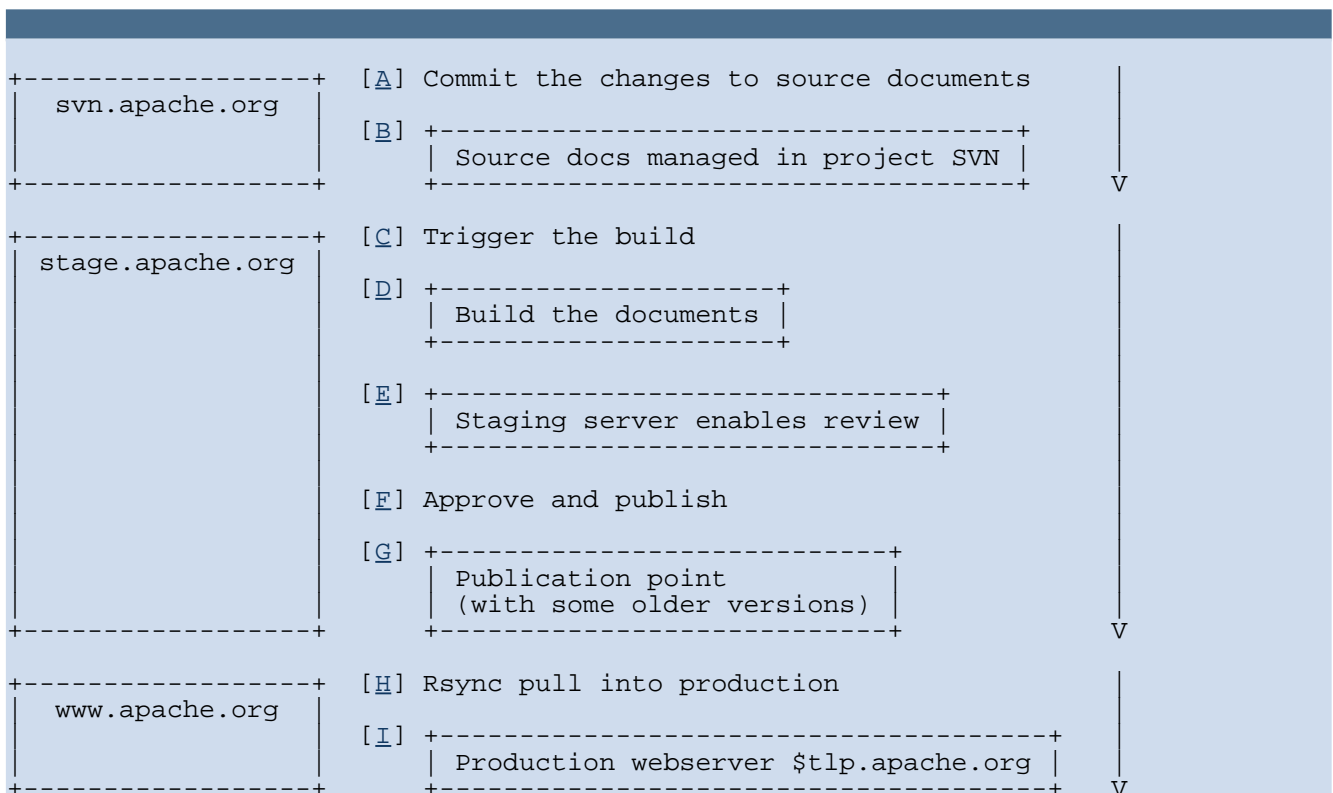 [A] Commit the changes to source documents
svn.apache.org
[B]
Source docs managed in project SVN
V
[C] Trigger the build
stage.apache.org
[D]
Build the documents
[E]
Staging server enables review
[F] Approve and publish
[G]
Publication point
(with some older versions)
V
[H] Rsync pull into production
www.apache.org
[I]
Production webserver $tlp.apache.org
V